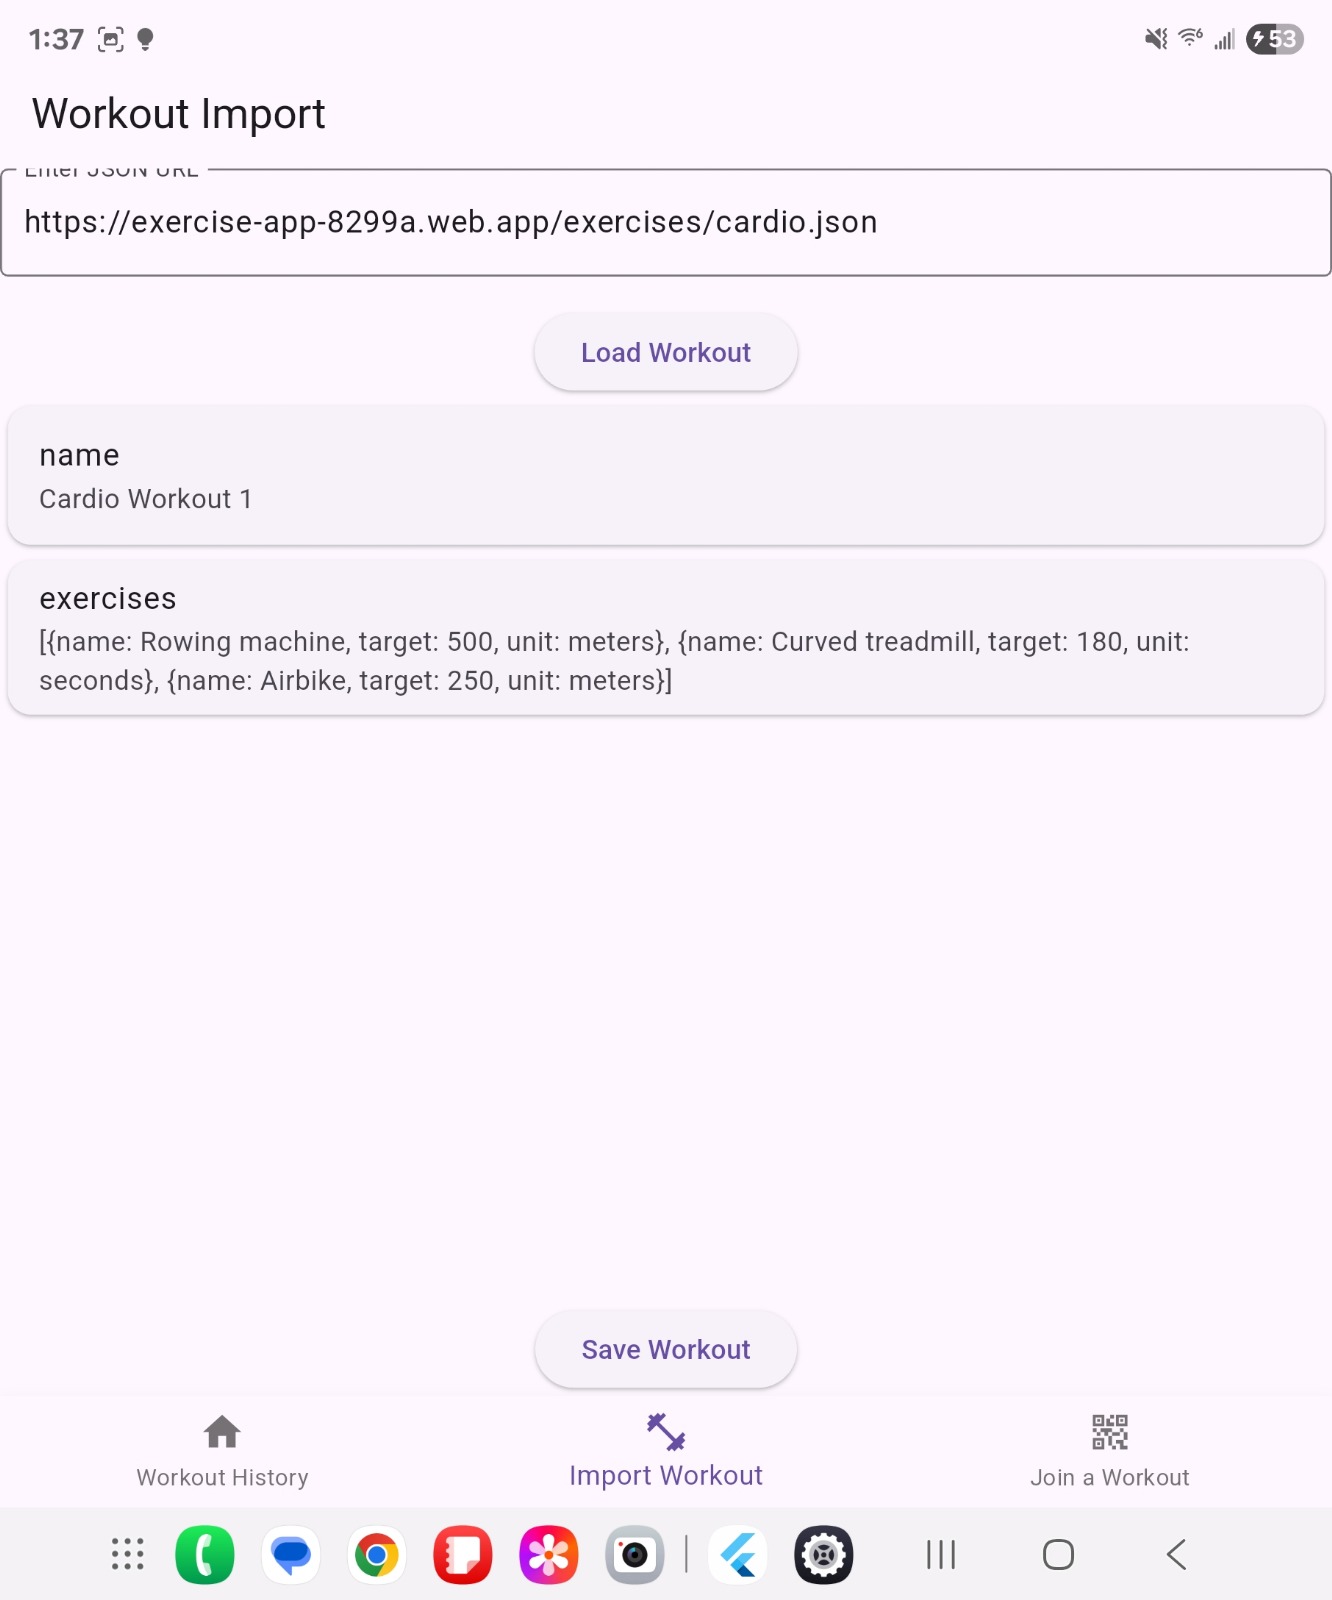 1:37
6
53
Workout Import
Enter JSON URL
https://exercise-app-8299a.web.app/exercises/cardio.json
Load Workout
name
Cardio Workout 1
exercises
[{name: Rowing machine, target: 500, unit: meters}, {name: Curved treadmill, target: 180, unit:
seconds}, {name: Airbike, target: 250, unit: meters}]
Save Workout
Workout History
Import Workout
Join a Workout